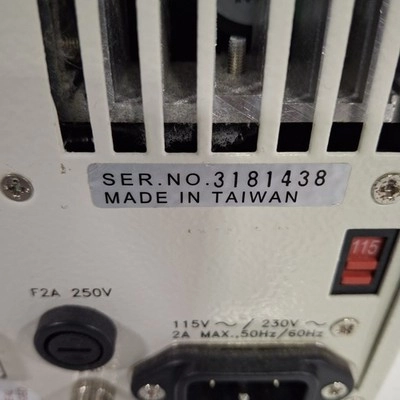 SER.NO.3181438
MADE IN TAIWAN
115
F2A 250V
115V ~ / 230V ~
2A MAX.,50Hz/60Hz